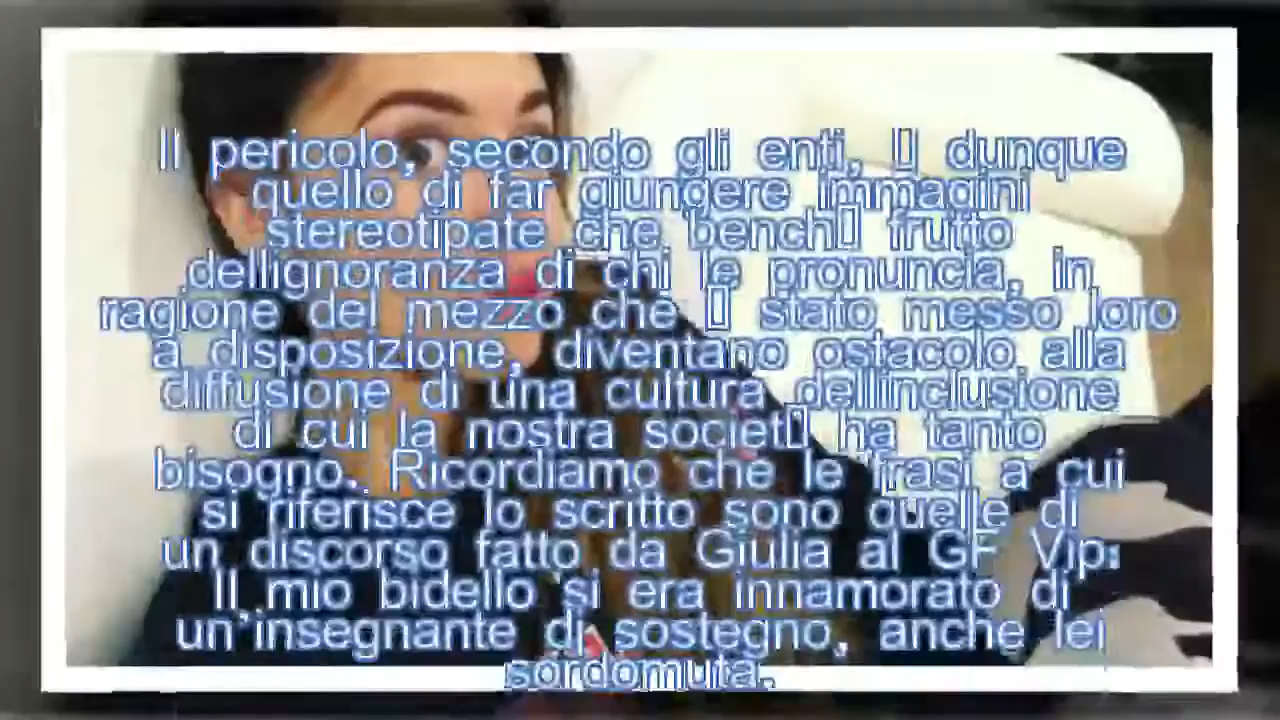 Il pericolo, secondo gli enti, ▯ dunque
quello di far giungere immagini
stereotipate che bench▯ frutto
dellignoranza di chi le pronuncia, in
ragione del mezzo che ▯ stato messo loro
a disposizione, diventano ostacolo alla
diffusione di una cultura dellinclusione
di cui la nostra societ▯ ha tanto
bisogno. Ricordiamo che le frasi a cui
si riferisce lo scritto sono quelle di
un discorso fatto da Giulia al GF Vip:
Il mio bidello si era innamorato di
un'insegnante di sostegno, anche lei
sordomuta.